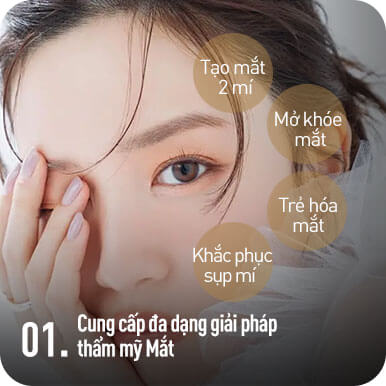 Tạo mắt
2 mí
Mở khóe
mắt
Trẻ hóa
mắt
Khắc phục
sụp mí
01. Cung cấp đa dạng giải pháp
thẩm mỹ Mắt